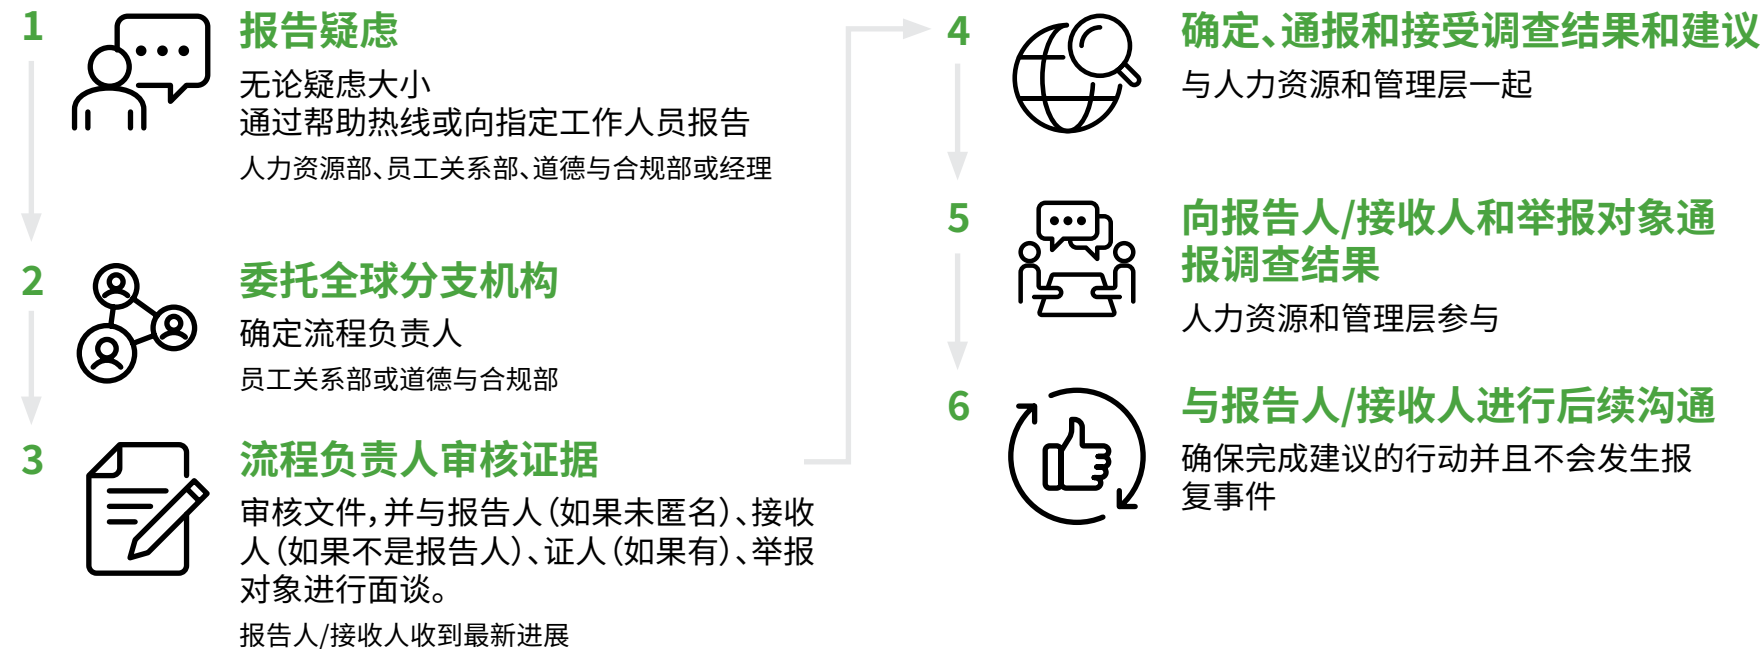 1
报告疑虑
无论疑虑大小
通过帮助热线或向指定工作人员报告
人力资源部、员工关系部、道德与合规部或经理
2
委托全球分支机构
确定流程负责人
员工关系部或道德与合规部
3
流程负责人审核证据
审核文件，并与报告人（如果未匿名）、接收
人（如果不是报告人）、证人（如果有）、举报
对象进行面谈。
报告人/接收人收到最新进展
4
确定、通报和接受调查结果和建议
与人力资源和管理层一起
5
向报告人/接收人和举报对象通
报调查结果
人力资源和管理层参与
6
与报告人/接收人进行后续沟通
确保完成建议的行动并且不会发生报
复事件